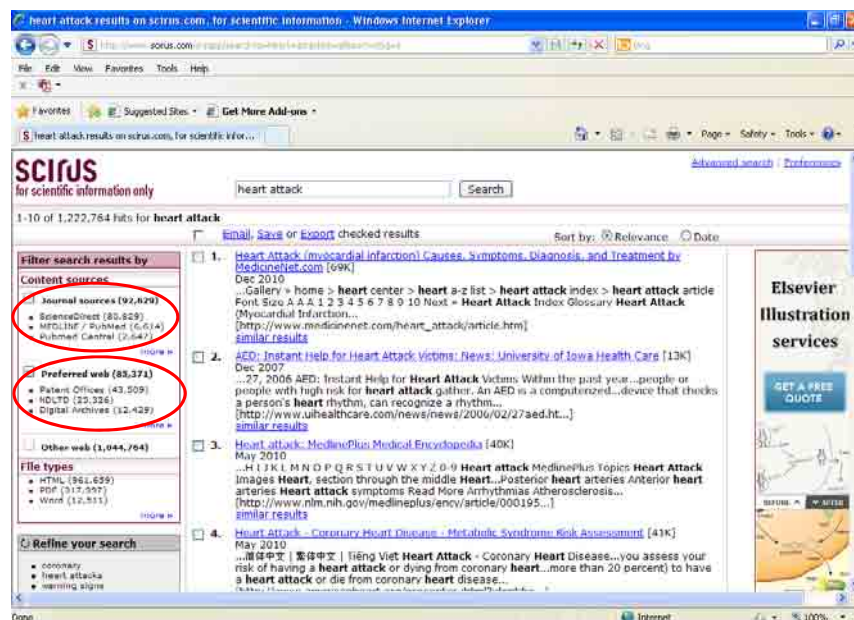 heart attack results on scirus.com, for scientific information - Windows Internet Explorer
File Edit View Favorites Tools Help
Favorites Suggested Sites Get More Add-ons
heart attack results on scirus.com, for scientific infor...
Page Safety Tools
SCIRUS
for scientific information only
Advanced search | Preferences
heart attack Search
1-10 of 1,222,764 hits for heart attack
Email, Save or Export checked results
Sort by: Relevance Date
Filter search results by
Content sources
Journal sources (92,629)
ScienceDirect
MEDLINE / PubMed (6,614)
Pubmed Central (2,647)
more
Preferred web
Patent Offices (43,509)
NDLTD
Digital Archives (12,429)
more
Other web (1,044,764)
File types
HTML
PDF
Word
more
Refine your search
coronary
heart attacks
warning signs
1. Heart Attack (myocardial infarction) Causes, Symptoms, Diagnosis, and Treatment by
MedicineNet.com [69K]
Dec 2010
...Gallery » home > heart center > heart a-z list > heart attack index > heart attack article
Font Size A A A 1 2 3 4 5 6 7 8 9 10 Next » Heart Attack Index Glossary Heart Attack
(Myocardial Infarction...
[http://www.medicinenet.com/heart_attack/article.htm]
similar results
2. AED: Instant Help for Heart Attack Victims: News: University of Iowa Health Care [13K]
Dec 2007
...27, 2006 AED: Instant Help for Heart Attack Victims Within the past year...people or
people with high risk for heart attack gather. An AED is a computerized...device that checks
a person's heart rhythm, can recognize a rhythm...
[http://www.uihealthcare.com/news/news/2006/02/27aed.ht...]
similar results
3. Heart attack: MedlinePlus Medical Encyclopedia [40K]
May 2010
...H I J K L M N O P Q R S T U V W X Y Z 0-9 Heart attack MedlinePlus Topics Heart Attack
Images Heart, section through the middle Heart...Posterior heart arteries Anterior heart
arteries Heart attack symptoms Read More Arrhythmias Atherosclerosis...
[http://www.nlm.nih.gov/medlineplus/ency/article/000195...]
similar results
4. Heart Attack - Coronary Heart Disease - Metabolic Syndrome Risk Assessment [41K]
May 2010
...简体中文 | 繁体中文 | Tiếng Việt Heart Attack - Coronary Heart Disease...you assess your
risk of having a heart attack or dying from coronary heart...more than 20 percent) to have
a heart attack or die from coronary heart disease...
Elsevier
Illustration
services
GET A FREE
QUOTE
BEFORE AFTER
Done Internet 100%